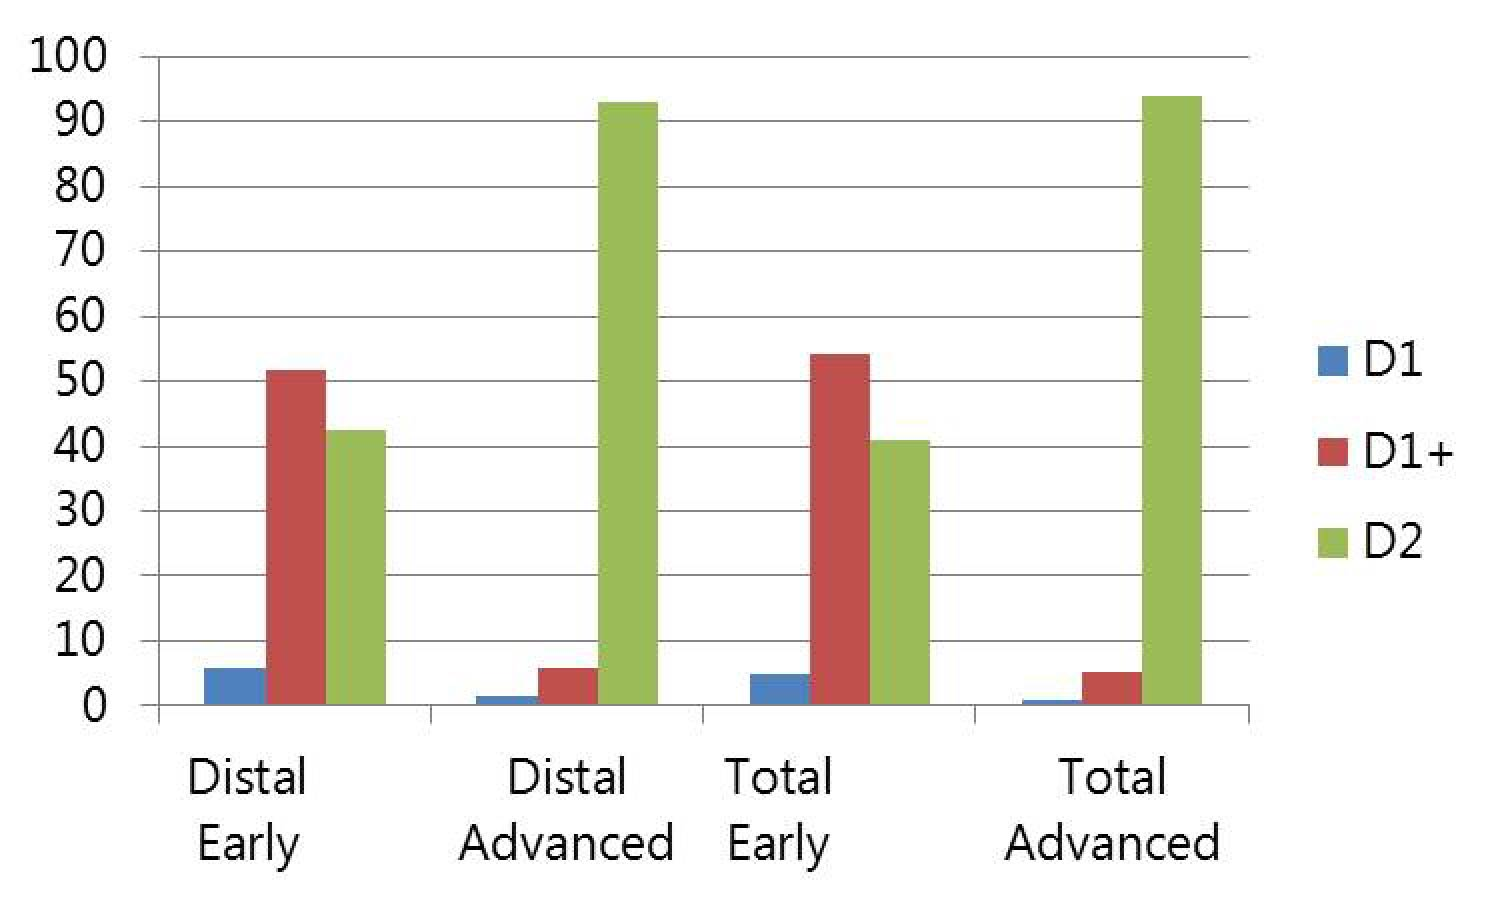 100
90
80
70
60
50
40
30
20
10
0
Distal
Early
Distal
Advanced
Total
Early
Total
Advanced
D1
D1+
D2